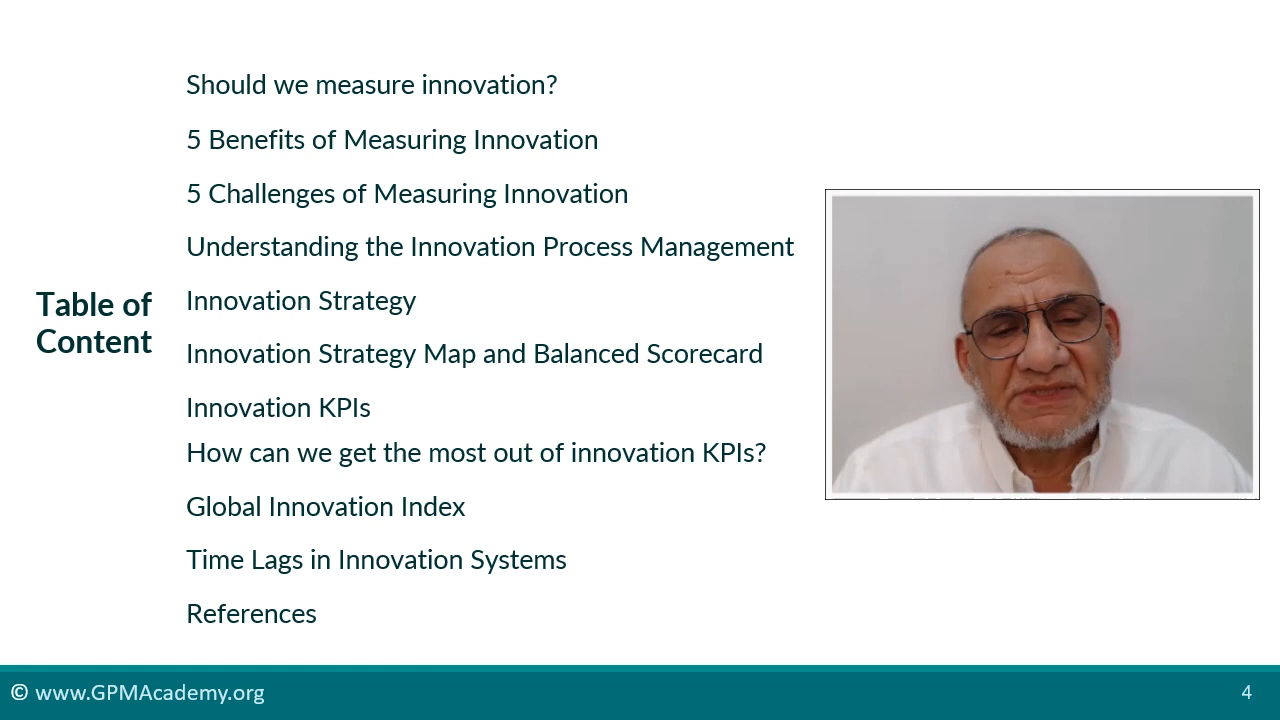 Table of
Content
Should we measure innovation?
5 Benefits of Measuring Innovation
5 Challenges of Measuring Innovation
Understanding the Innovation Process Management
Innovation Strategy
Innovation Strategy Map and Balanced Scorecard
Innovation KPIs
How can we get the most out of innovation KPIs?
Global Innovation Index
Time Lags in Innovation Systems
References
© www.GPMAcademy.org
4